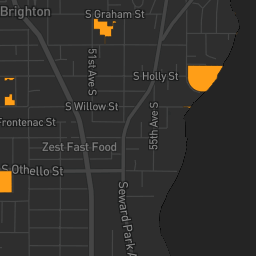 S Graham St
Brighton
51st Ave S
S Holly St
S Willow St
55th Ave S
Frontenac St
Zest Fast Food
S Othello St
Seward Park A